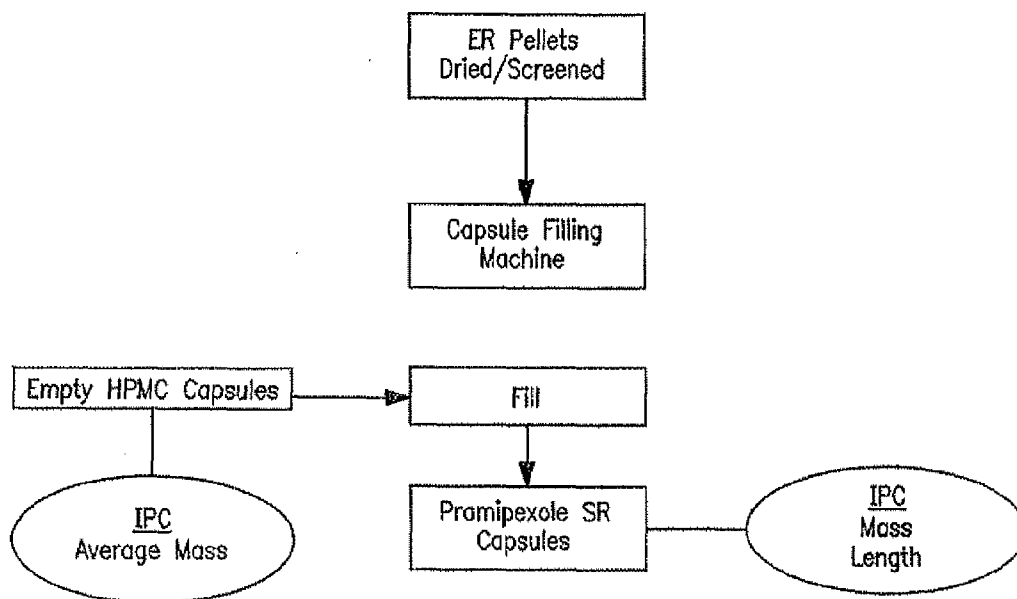 ER Pellets
Dried/Screened
Capsule Filling
Machine
Empty HPMC Capsules
Fill
IPC
Average Mass
Pramipexole SR
Capsules
IPC
Mass
Length